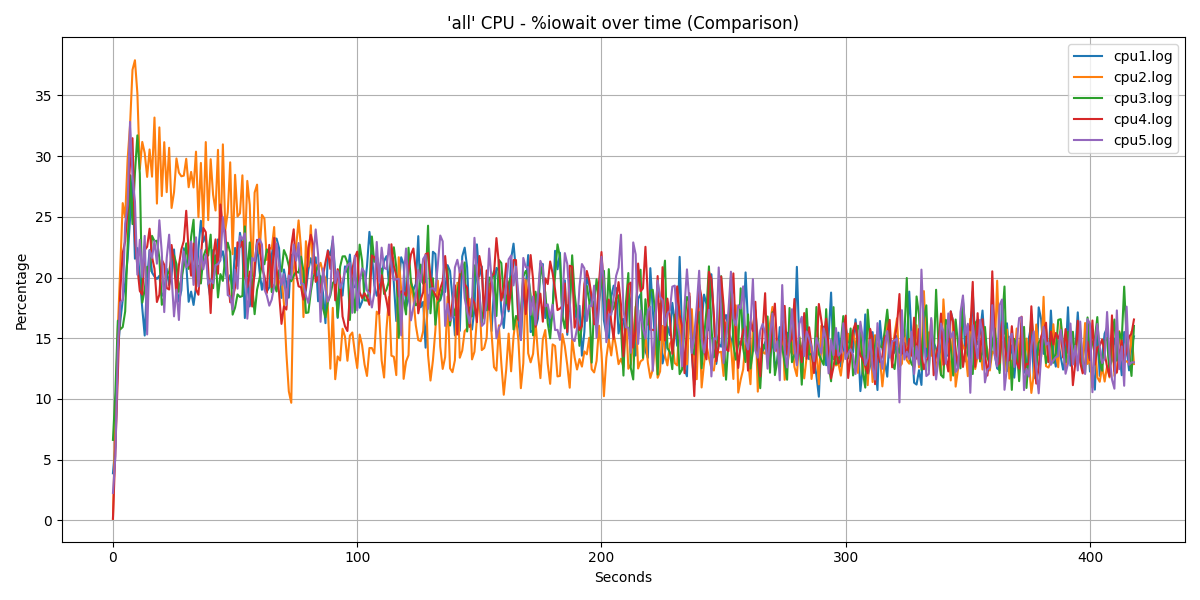 'all' CPU - %iowait over time (Comparison)
cpu1.log
cpu2.log
cpu3.log
cpu4.log
cpu5.log
Percentage
35
30
25
20
15
10
5
0
0 100 200 300 400
Seconds